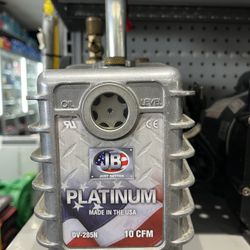 OIL LEVEL
JB
JUST BETTER
PLATINUM
MADE IN THE USA
DV-285N 10 CFM